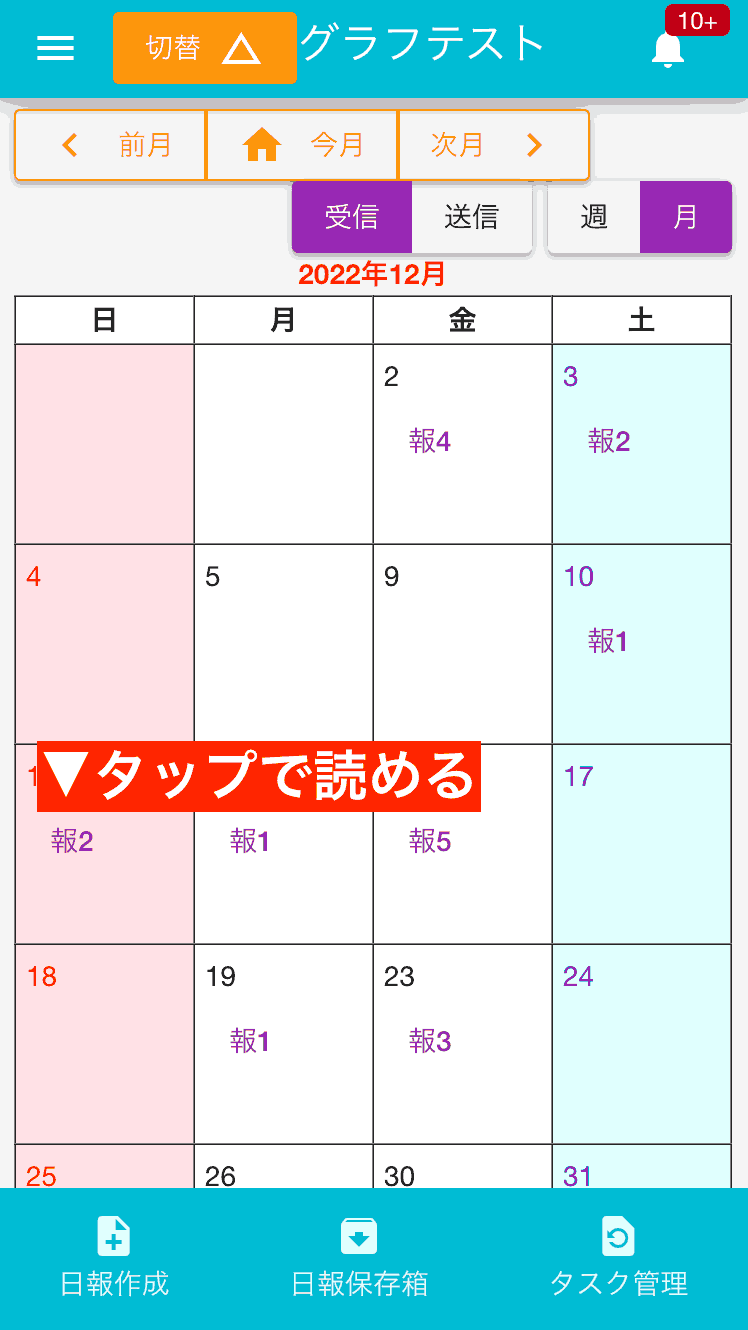 切替 グラフテスト 10+
前月 今月 次月
受信 送信 週 月
2022年12月
日 月 金 土
2 3
報4 報2
4 5 9 10
報1
▼タップで読める 17
報2 報1 報5
18 19 23 24
報1 報3
25 26 30 31
日報作成 日報保存箱 タスク管理